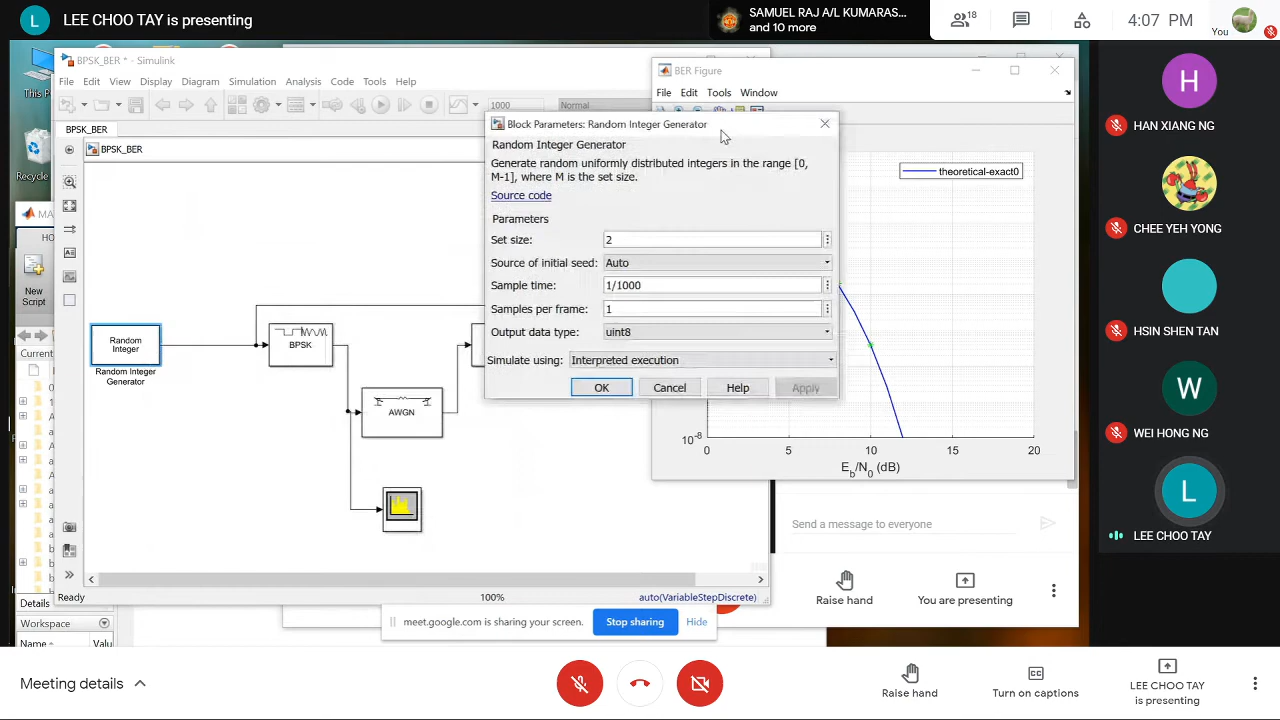 L LEE CHOO TAY is presenting
SAMUEL RAJ A/L KUMARAS...
and 10 more
18
4:07 PM
You
This P
Recycle
MA
HO
New
Script
Current
Details
Workspace
Name
Valu
BPSK_BER * - Simulink
File Edit View Display Diagram Simulation Analysis Code Tools Help
1000
Normal
BPSK_BER
BPSK_BER
Random
Integer
Random Integer
Generator
BPSK
AWGN
Ready
100%
auto(VariableStepDiscrete)
BER Figure
File Edit Tools Window
theoretical-exact0
10-8
0 5 10 15 20
Eb/N0 (dB)
Block Parameters: Random Integer Generator
Random Integer Generator
Generate random uniformly distributed integers in the range [0,
M-1], where M is the set size.
Source code
Parameters
Set size: 2
Source of initial seed: Auto
Sample time: 1/1000
Samples per frame: 1
Output data type: uint8
Simulate using: Interpreted execution
OK Cancel Help Apply
Send a message to everyone
Raise hand
You are presenting
meet.google.com is sharing your screen.
Stop sharing
Hide
H
HAN XIANG NG
CHEE YEH YONG
HSIN SHEN TAN
W
WEI HONG NG
L
LEE CHOO TAY
Meeting details
Raise hand
Turn on captions
LEE CHOO TAY
is presenting